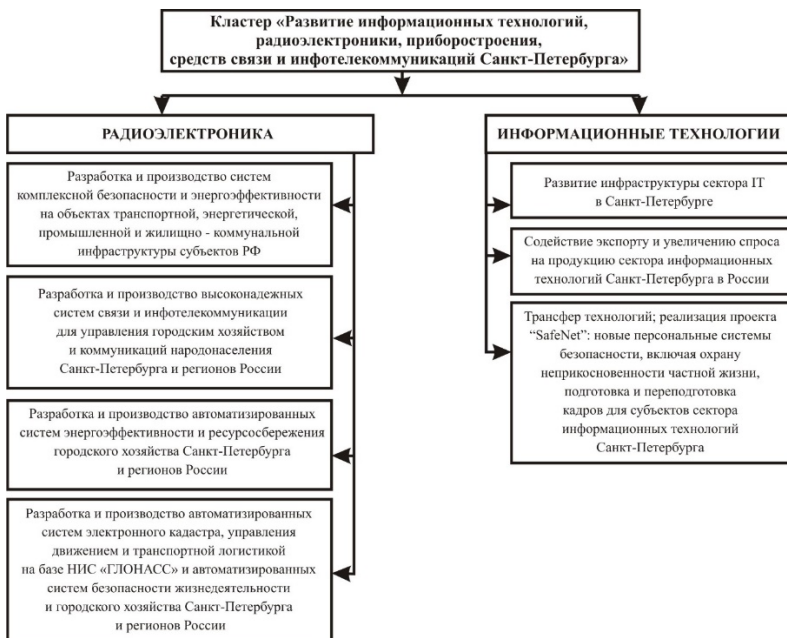 Кластер «Развитие информационных технологий,
радиоэлектроники, приборостроения,
средств связи и инфотелекоммуникаций Санкт-Петербурга»
РАДИОЭЛЕКТРОНИКА
Разработка и производство систем
комплексной безопасности и энергоэффективности
на объектах транспортной, энергетической,
промышленной и жилищно - коммунальной
инфраструктуры субъектов РФ
Разработка и производство высоконадежных
систем связи и инфотелекоммуникации
для управления городским хозяйством
и коммуникаций народонаселения
Санкт-Петербурга и регионов России
Разработка и производство автоматизированных
систем энергоэффективности и ресурсосбережения
городского хозяйства Санкт-Петербурга
и регионов России
Разработка и производство автоматизированных
систем электронного кадастра, управления
движением и транспортной логистикой
на базе НИС «ГЛОНАСС» и автоматизированных
систем безопасности жизнедеятельности
и городского хозяйства Санкт-Петербурга
и регионов России
ИНФОРМАЦИОННЫЕ ТЕХНОЛОГИИ
Развитие инфраструктуры сектора IT
в Санкт-Петербурге
Содействие экспорту и увеличению спроса
на продукцию сектора информационных
технологий Санкт-Петербурга в России
Трансфер технологий; реализация проекта
“SafeNet”: новые персональные системы
безопасности, включая охрану
неприкосновенности частной жизни,
подготовка и переподготовка
кадров для субъектов сектора
информационных технологий
Санкт-Петербурга